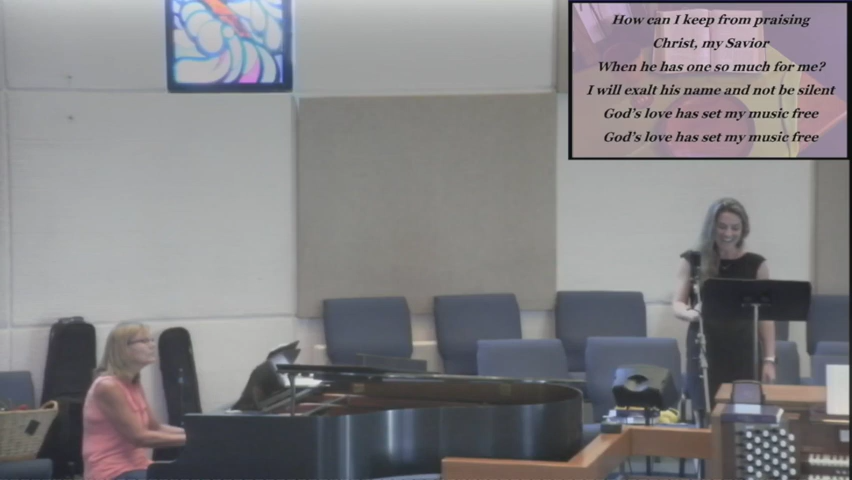 How can I keep from praising
Christ, my Savior
When he has one so much for me?
I will exalt his name and not be silent
God's love has set my music free
God's love has set my music free